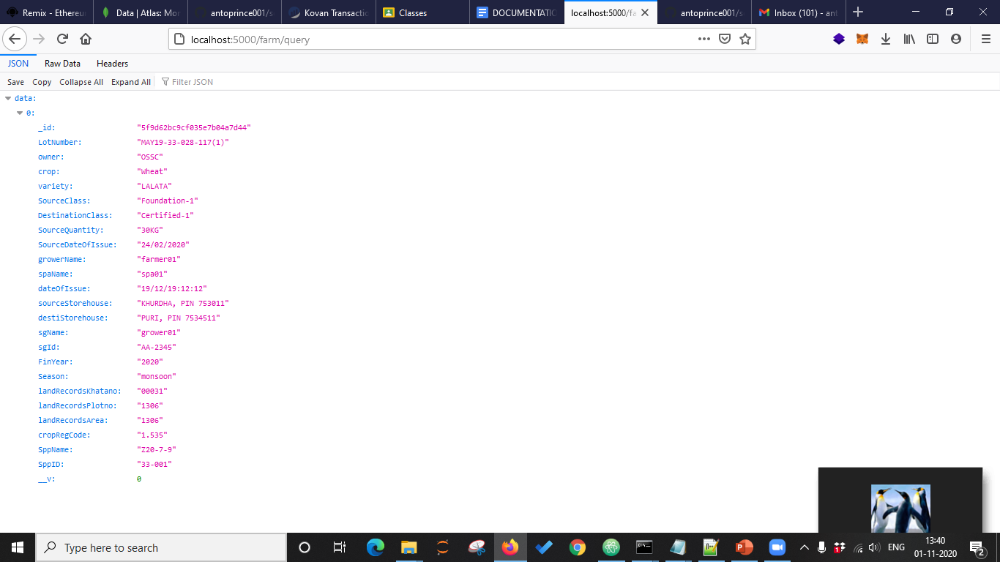 Remix - Ethereu
Data | Atlas: Mon
antoprince001/s
Kovan Transactic
Classes
DOCUMENTATIO
localhost:5000/fa
antoprince001/s
Inbox (101) - ant
localhost:5000/farm/query
JSON Raw Data Headers
Save Copy Collapse All Expand All Filter JSON
data:
0:
_id: "5f9d62bc9cf035e7b04a7d44"
LotNumber: "MAY19-33-028-117(1)"
owner: "OSSC"
crop: "Wheat"
variety: "LALATA"
SourceClass: "Foundation-1"
DestinationClass: "Certified-1"
SourceQuantity: "30KG"
SourceDateOfIssue: "24/02/2020"
growerName: "farmer01"
spaName: "spa01"
dateOfIssue: "19/12/19:12:12"
sourceStorehouse: "KHURDHA, PIN 753011"
destiStorehouse: "PURI, PIN 7534511"
sgName: "grower01"
sgId: "AA-2345"
FinYear: "2020"
Season: "monsoon"
landRecordsKhatano: "00031"
landRecordsPlotno: "1306"
landRecordsArea: "1306"
cropRegCode: "1.535"
SppName: "Z20-7-9"
SppID: "33-001"
__v: 0
Type here to search
ENG
13:40
01-11-2020
2